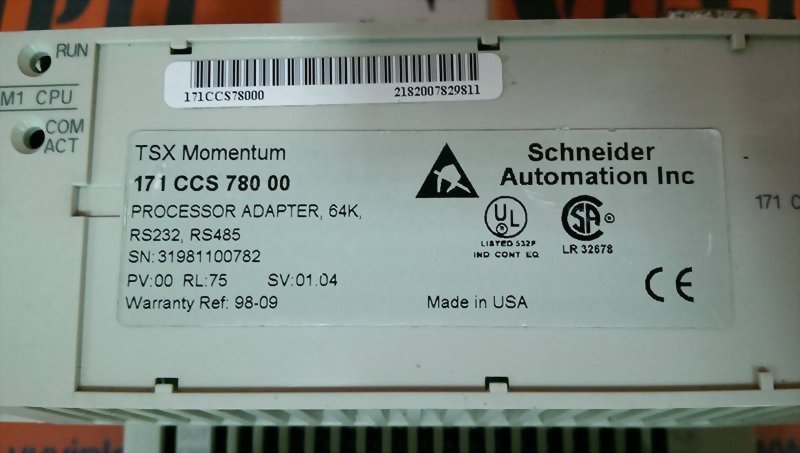 RUN
M1 CPU
COM
ACT
171CCS78000 2182007829811
TSX Momentum
171 CCS 780 00
PROCESSOR ADAPTER, 64K,
RS232, RS485
SN:31981100782
PV:00 RL:75 SV:01.04
Warranty Ref: 98-09
Schneider
Automation Inc
UL
LISTED 532F
IND CONT EQ
SA
LR 32678
CE
Made in USA
171 C